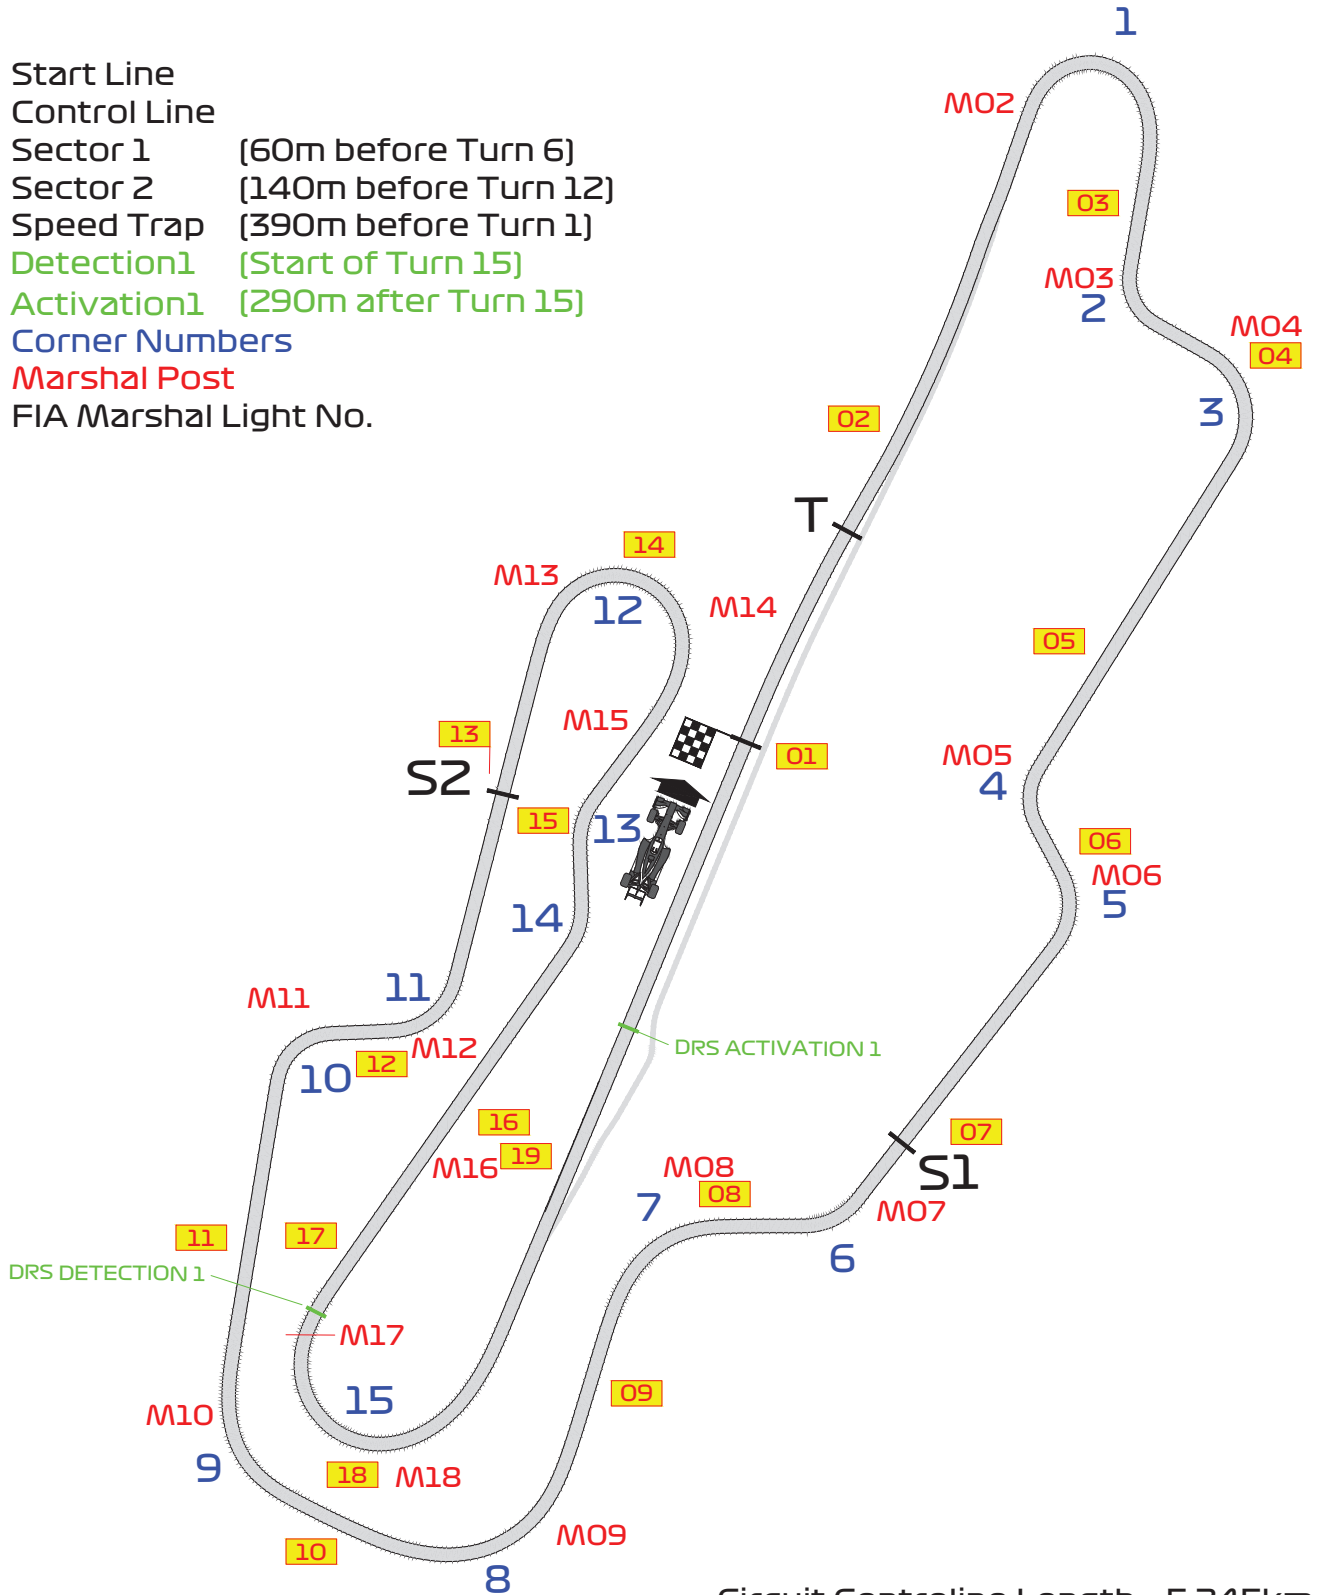 1
Start Line
Control Line
Sector 1 (60m before Turn 6)
Sector 2 (140m before Turn 12)
Speed Trap (390m before Turn 1)
Detection1 (Start of Turn 15)
Activation1 (290m after Turn 15)
Corner Numbers
Marshal Post
FIA Marshal Light No.
M02
03
M03
2
M04
04
3
02
T
14
M13
12
M14
05
M15
13
S2
01
M05
4
15
13
06
M06
5
14
11
M11
M12
12
10
DRS ACTIVATION 1
16
19
M16
07
S1
M08
08
7
M07
6
11
17
DRS DETECTION 1
M17
15
09
M10
9
18
M18
M09
10
8